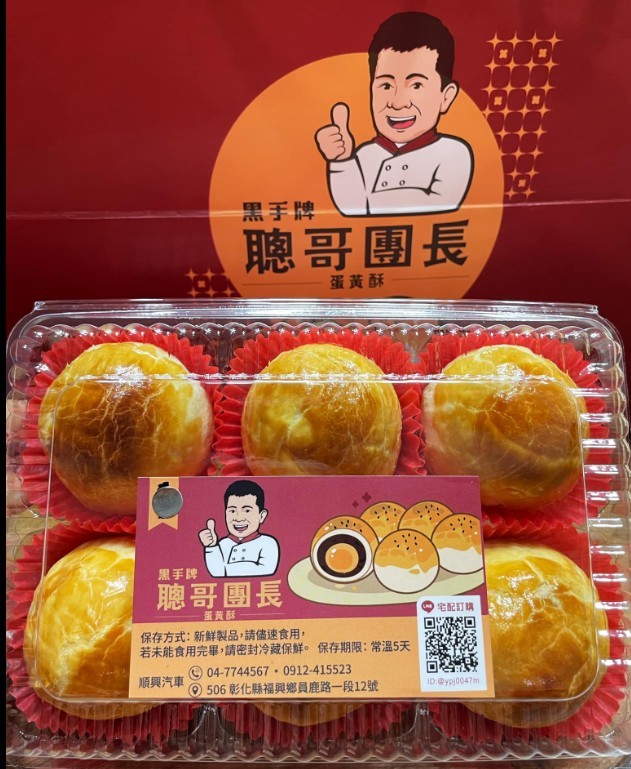 黑手牌
聰哥團長
蛋黃酥
黑手牌
聰哥團長
蛋黃酥
LINE 宅配訂購
保存方式：新鮮製品，請儘速食用，
若未能食用完畢，請密封冷藏保鮮。 保存期限：常溫5天
順興汽車 04-7744567・0912-415523
506 彰化縣福興鄉員鹿路一段12號
ID:@ypj0047m